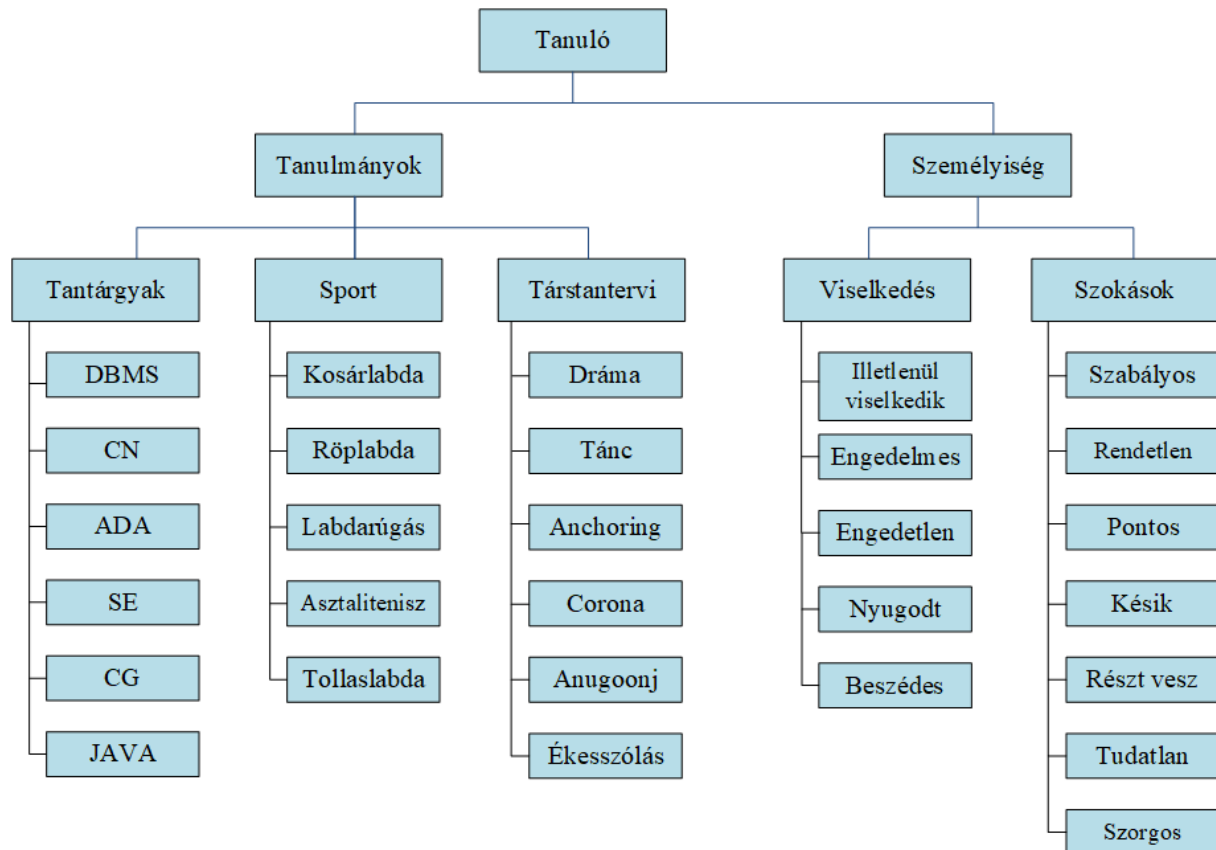 Tanuló
Tanulmányok
Személyiség
Tantárgyak
Sport
Társtantervi
Viselkedés
Szokások
DBMS
CN
ADA
SE
CG
JAVA
Kosárlabda
Röplabda
Labdarúgás
Asztalitenisz
Tollaslabda
Dráma
Tánc
Anchoring
Corona
Anugoonj
Ékesszólás
Illetlenül
viselkedik
Engedelmes
Engedetlen
Nyugodt
Beszédes
Szabályos
Rendetlen
Pontos
Késik
Részt vesz
Tudatlan
Szorgos